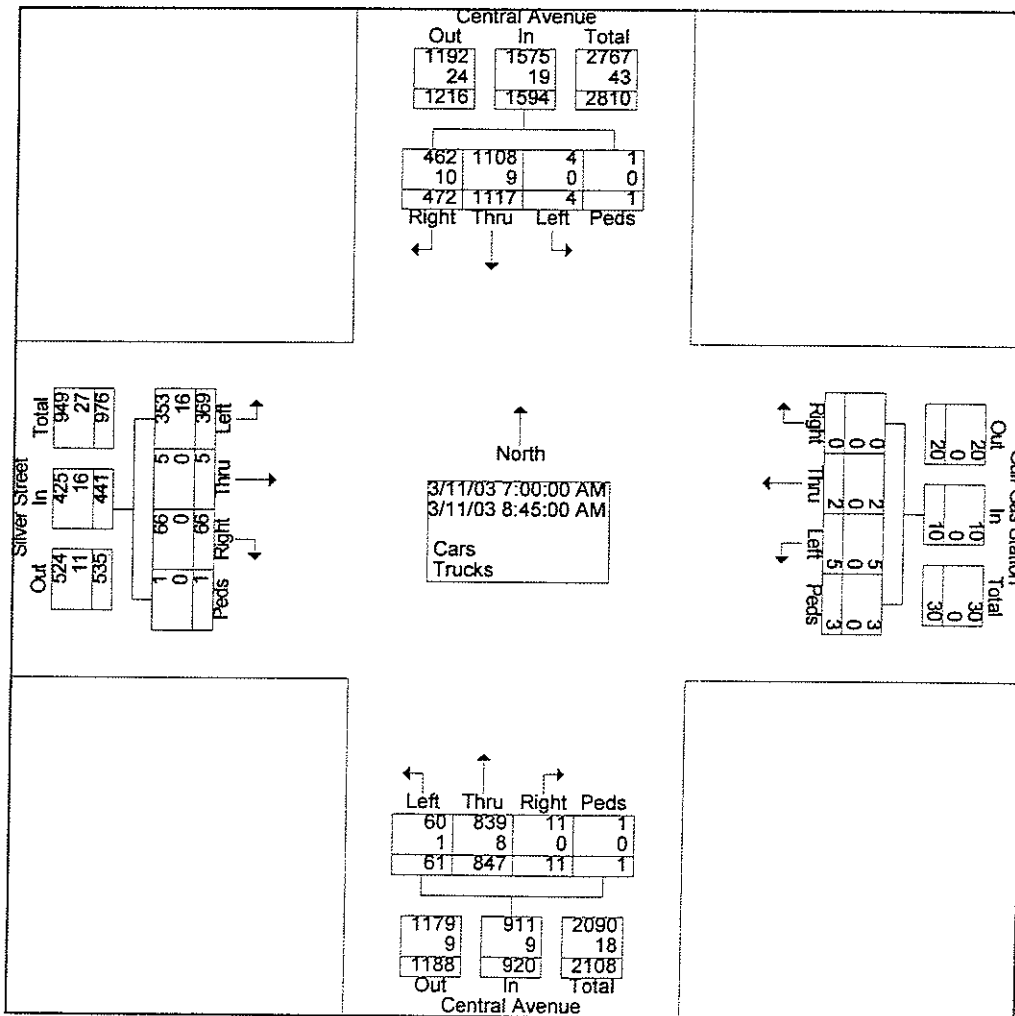 Central Avenue
Out In Total
1192 1575 2767
24 19 43
1216 1594 2810
462 1108 4 1
10 9 0 0
472 1117 4 1
Right Thru Left Peds
Silver Street
Total In Out
949 425 524
27 16 11
976 441 535
353 5 66 1
16 0 0 0
369 5 66 1
Left Thru Right Peds
North
3/11/03 7:00:00 AM
3/11/03 8:45:00 AM
Cars
Trucks
Right Thru Left Peds
0 2 5 3
0 0 0 0
0 2 5 3
20 10 30
0 0 0
20 10 30
Out In Total
Gas Station
Left Thru Right Peds
60 839 11 1
1 8 0 0
61 847 11 1
1179 911 2090
9 9 18
1188 920 2108
Out In Total
Central Avenue